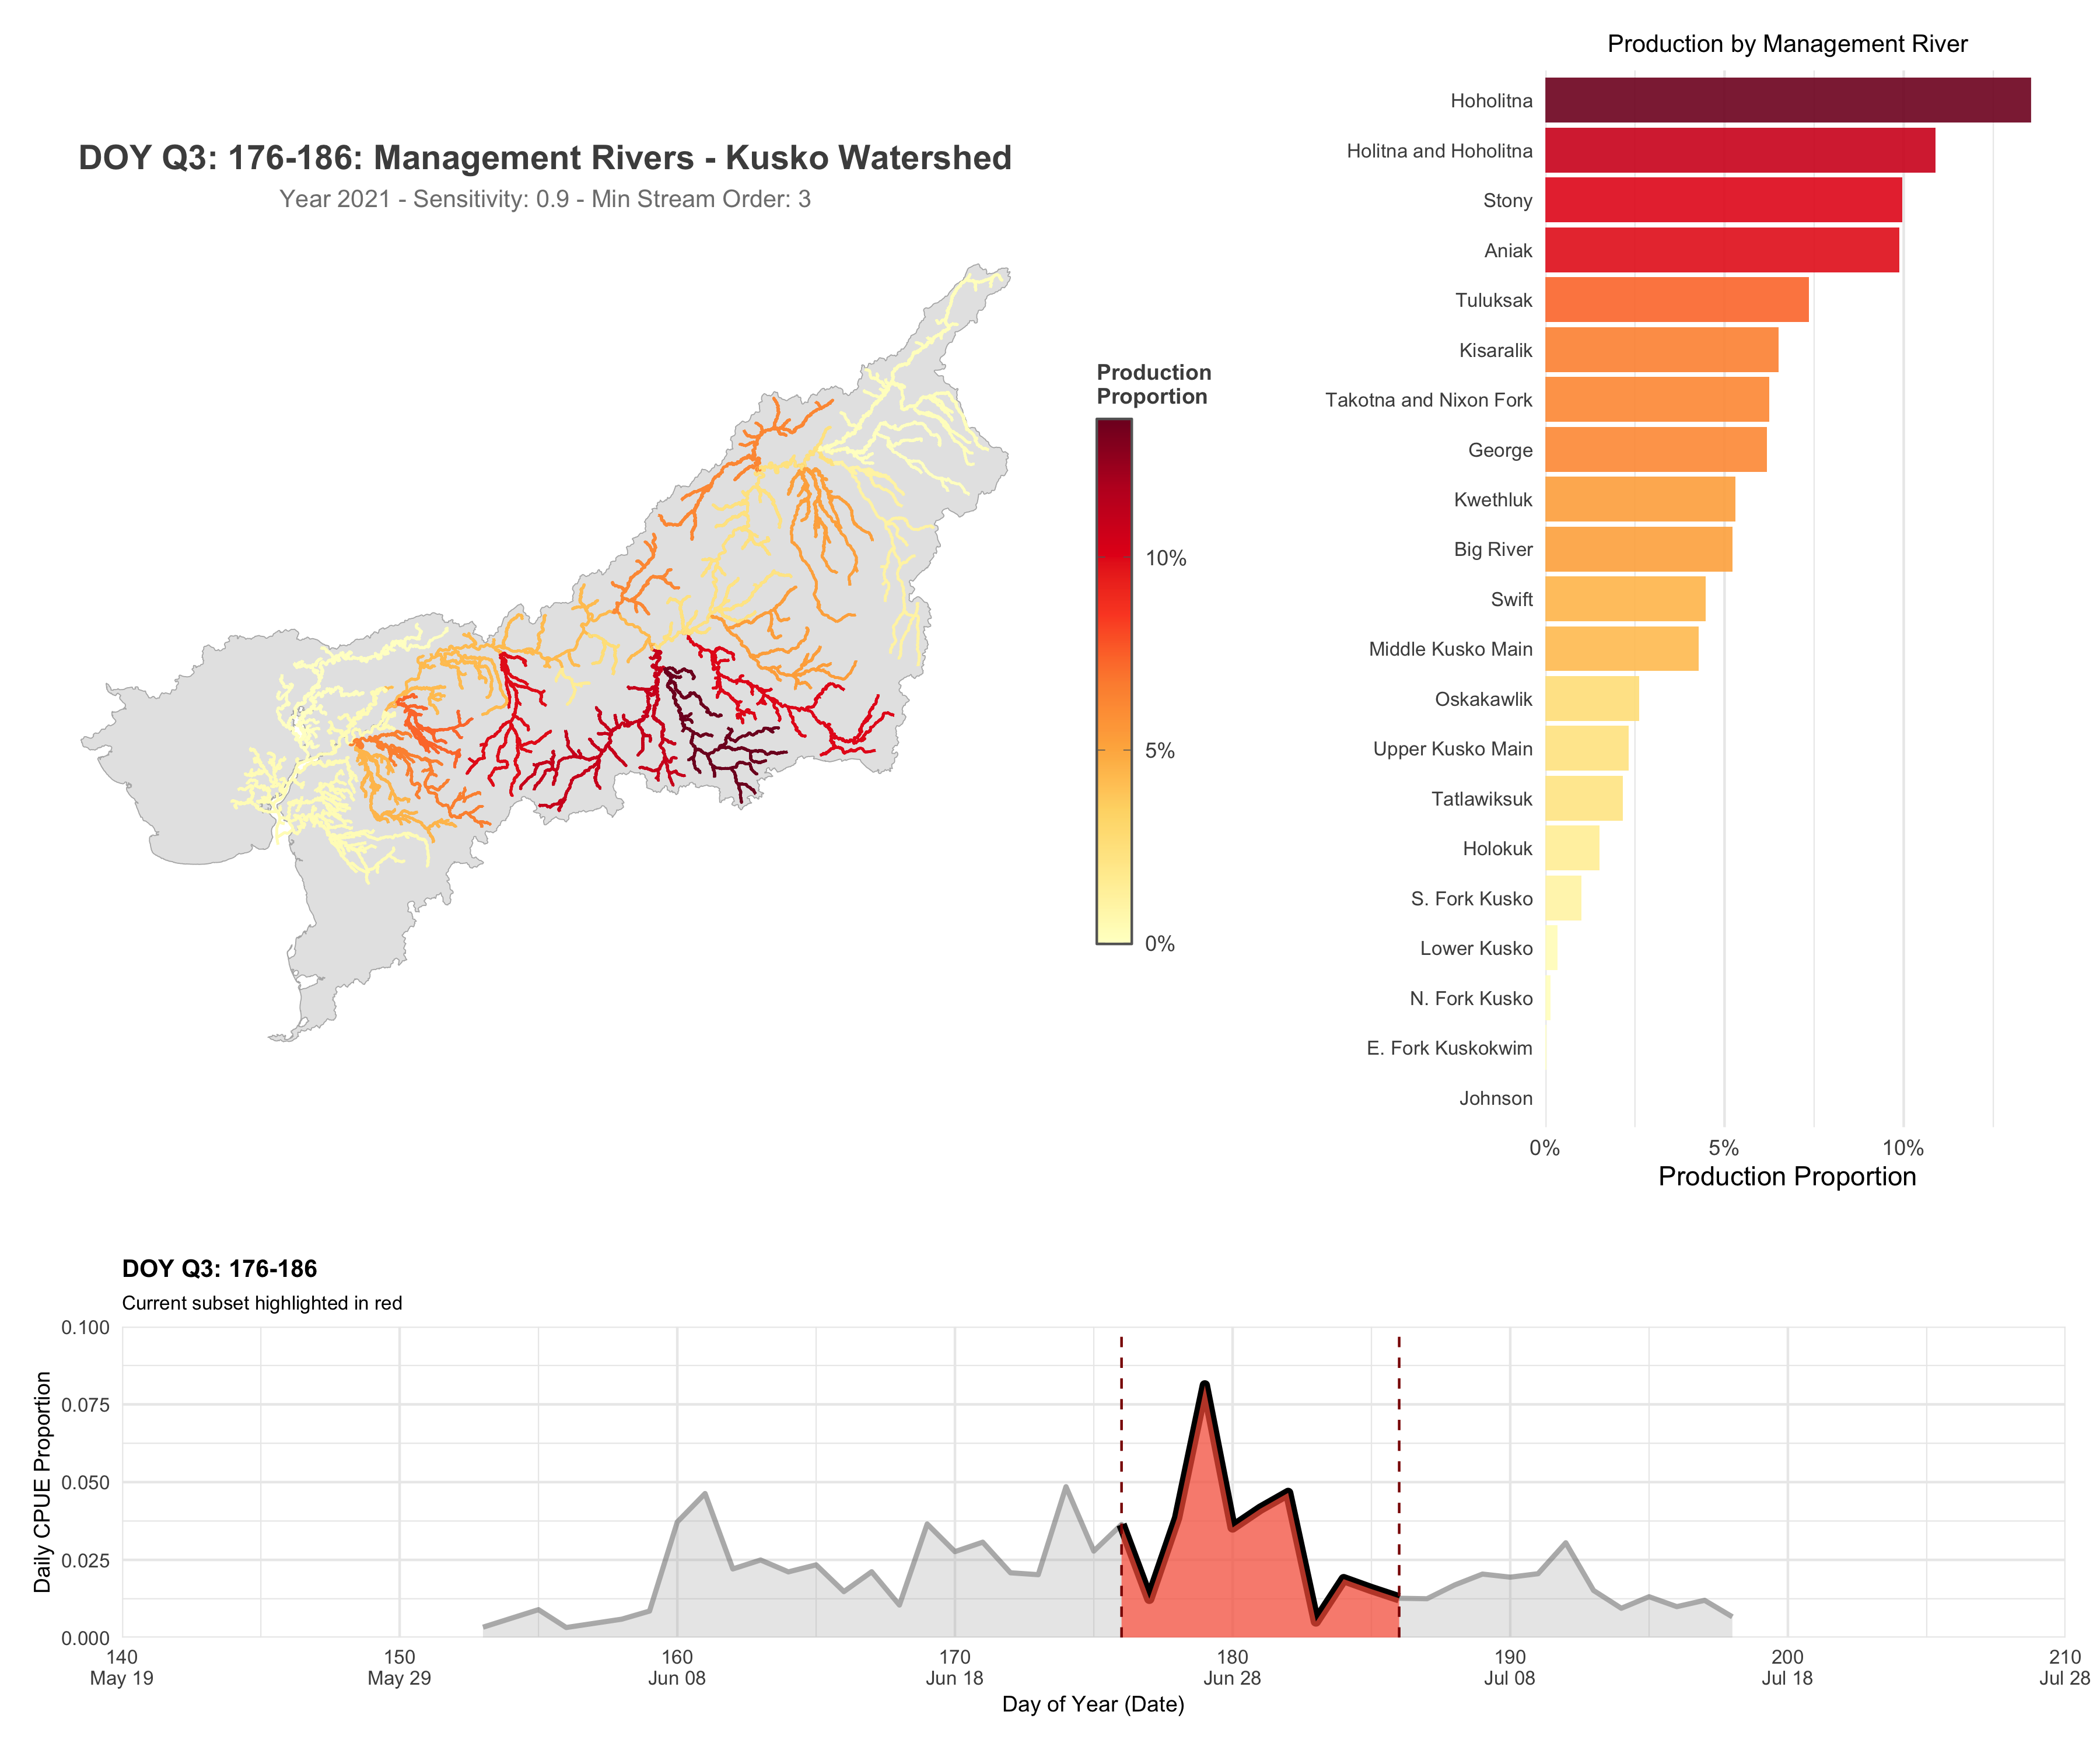 DOY Q3: 176-186: Management Rivers - Kusko Watershed
Year 2021 - Sensitivity: 0.9 - Min Stream Order: 3
Production
Proportion
10%
5%
0%
Production by Management River
Hoholitna
Holitna and Hoholitna
Stony
Aniak
Tuluksak
Kisaralik
Takotna and Nixon Fork
George
Kwethluk
Big River
Swift
Middle Kusko Main
Oskakawlik
Upper Kusko Main
Tatlawiksuk
Holokuk
S. Fork Kusko
Lower Kusko
N. Fork Kusko
E. Fork Kuskokwim
Johnson
0% 5% 10%
Production Proportion
DOY Q3: 176-186
Current subset highlighted in red
Daily CPUE Proportion
0.100
0.075
0.050
0.025
0.000
140 150 160 170 180 190 200 210
May 19 May 29 Jun 08 Jun 18 Jun 28 Jul 08 Jul 18 Jul 28
Day of Year (Date)